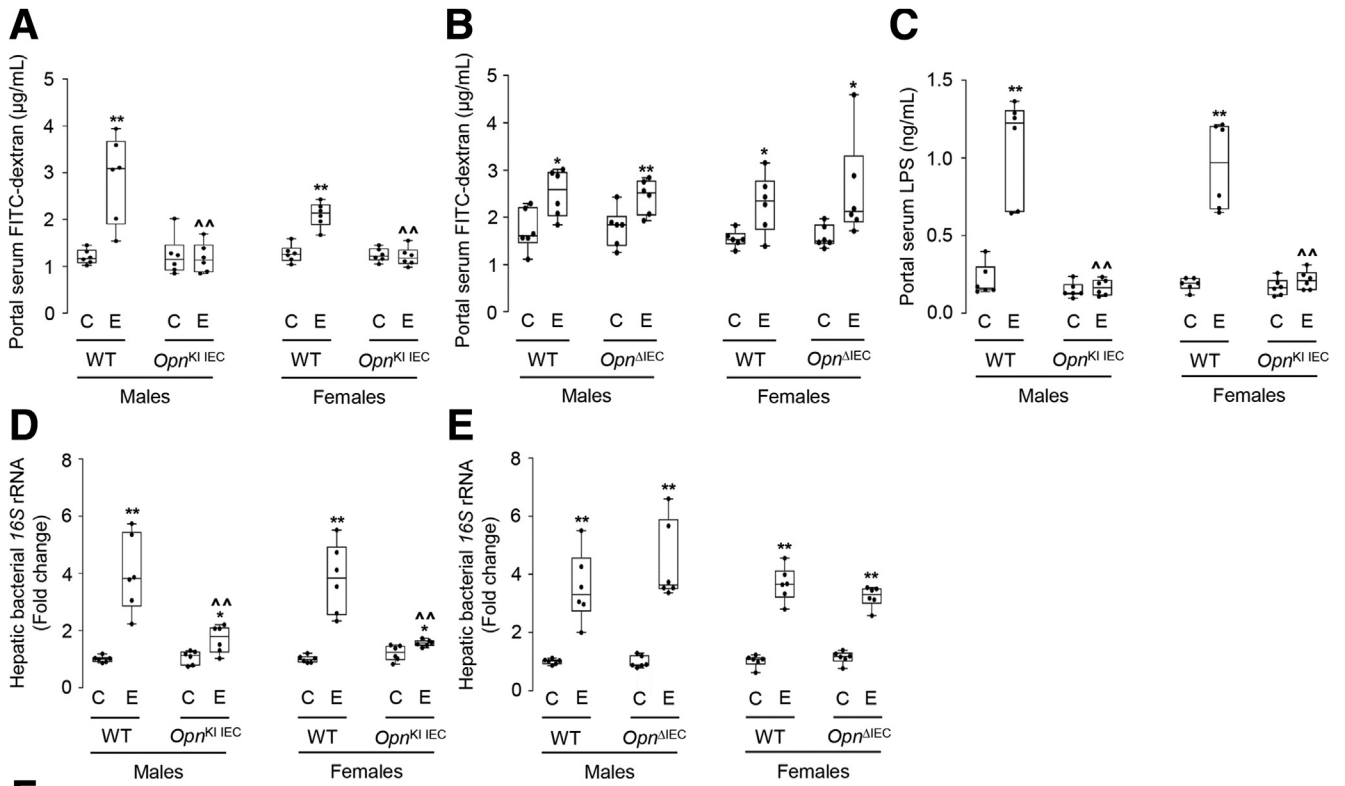 A
Portal serum FITC-dextran (µg/mL)
5
4
3
2
1
0
**
^^
**
^^
C E C E C E C E
WT OpnKI IEC WT OpnKI IEC
Males Females
B
Portal serum FITC-dextran (µg/mL)
5
4
3
2
1
0
*
**
*
*
C E C E C E C E
WT OpnΔIEC WT OpnΔIEC
Males Females
C
Portal serum LPS (ng/mL)
1.5
1.0
0.5
0.0
**
^^
**
^^
C E C E C E C E
WT OpnKI IEC WT OpnKI IEC
Males Females
D
Hepatic bacterial 16S rRNA
(Fold change)
8
6
4
2
0
**
^^
*
**
^^
*
C E C E C E C E
WT OpnKI IEC WT OpnKI IEC
Males Females
E
Hepatic bacterial 16S rRNA
(Fold change)
8
6
4
2
0
**
**
**
**
C E C E C E C E
WT OpnΔIEC WT OpnΔIEC
Males Females